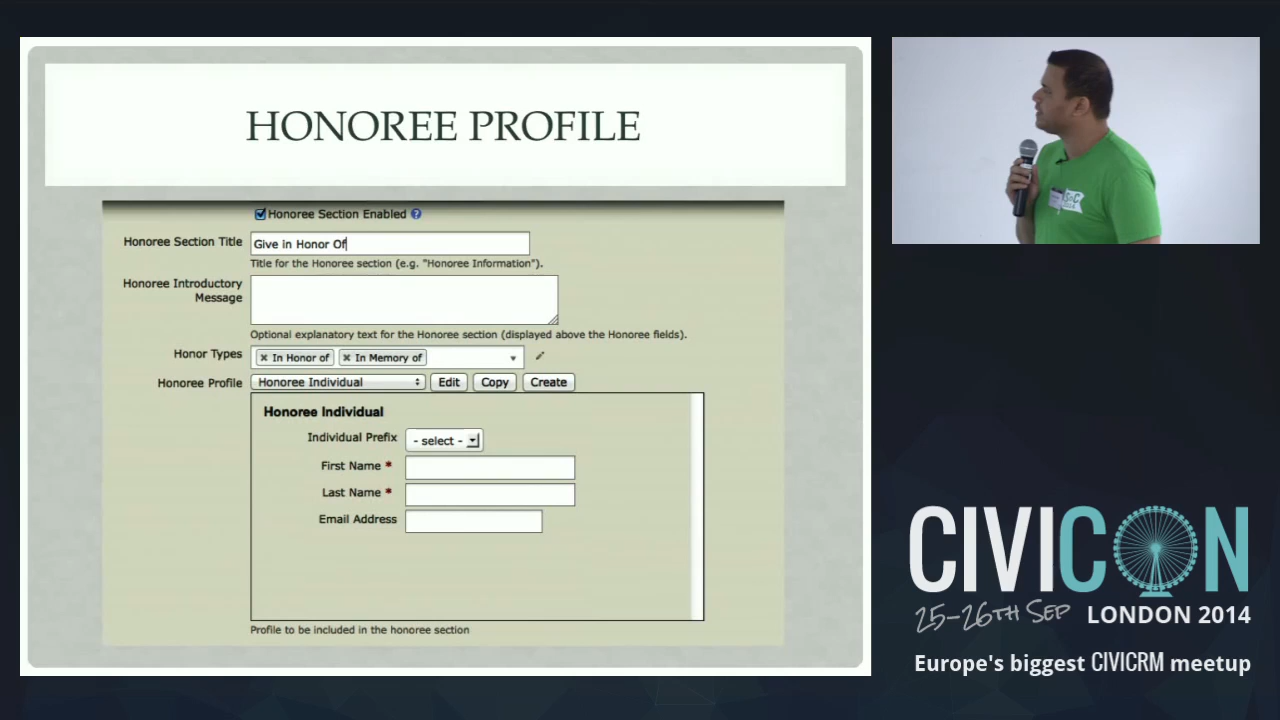 HONOREE PROFILE
Honoree Section Enabled
Honoree Section Title Give in Honor Of
Title for the Honoree section (e.g. "Honoree Information").
Honoree Introductory
Message
Optional explanatory text for the Honoree section (displayed above the Honoree fields).
Honor Types In Honor of In Memory of
Honoree Profile Honoree Individual Edit Copy Create
Honoree Individual
Individual Prefix - select -
First Name *
Last Name *
Email Address
Profile to be included in the honoree section
CIVICON
25-26TH SEP LONDON 2014
Europe's biggest CIVICRM meetup